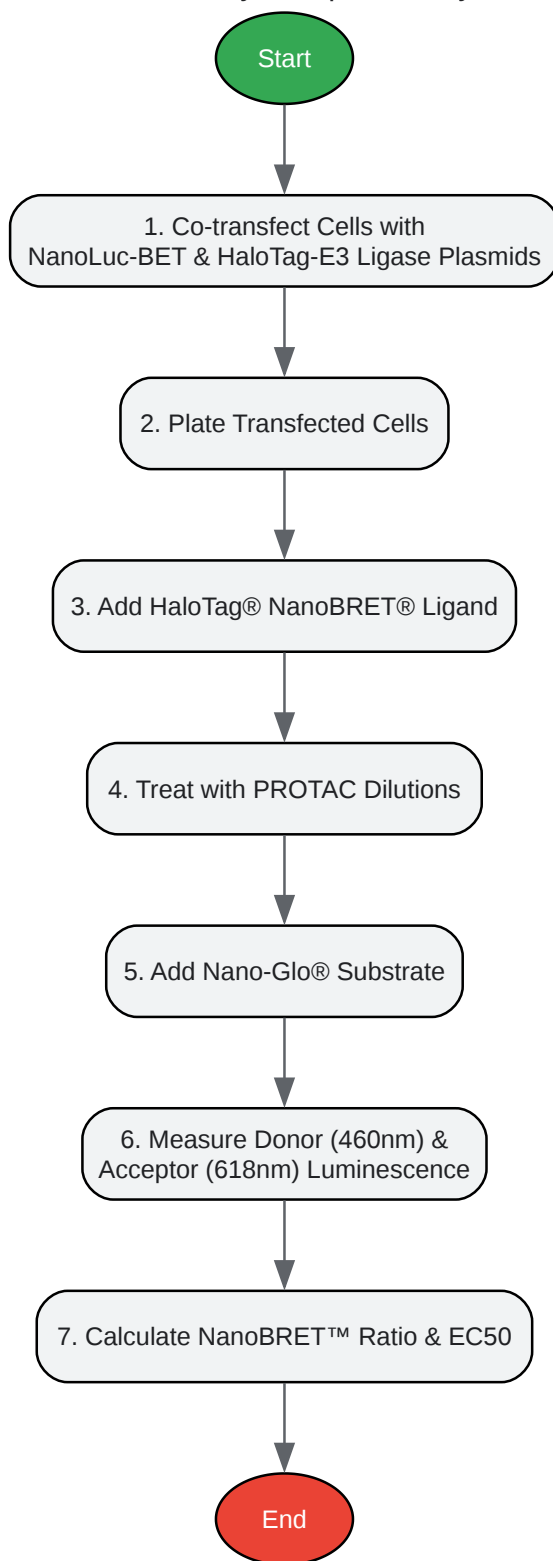 Start
1. Co-transfect Cells with
NanoLuc-BET & HaloTag-E3 Ligase Plasmids
2. Plate Transfected Cells
3. Add HaloTag® NanoBRET® Ligand
4. Treat with PROTAC Dilutions
5. Add Nano-Glo® Substrate
6. Measure Donor (460nm) &
Acceptor (618nm) Luminescence
7. Calculate NanoBRET™ Ratio & EC50
End